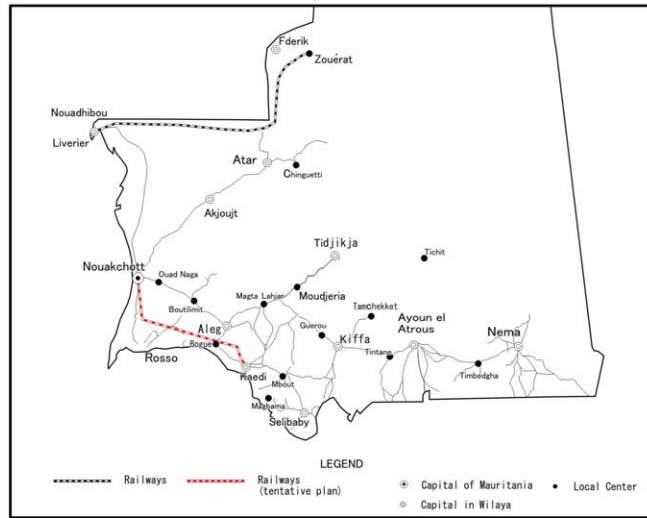 Fderik
Zouérat
Nouadhibou
Liverier
Atar
Chinguetti
Akjoujt
Tidjikja
Tichit
Nouakchott
Ouad Naga
Boutilimit
Magta Lahjar
Moudjeria
Tamchekket
Aleg
Guerou
Kiffa
Ayoun el
Atrous
Nema
Rosso
Bogue
Tintane
Timbedgha
Kaedi
Mbout
Maghama
Selibaby
LEGEND
Railways
Railways
(tentative plan)
Capital of Mauritania
Local Center
Capital in Wilaya